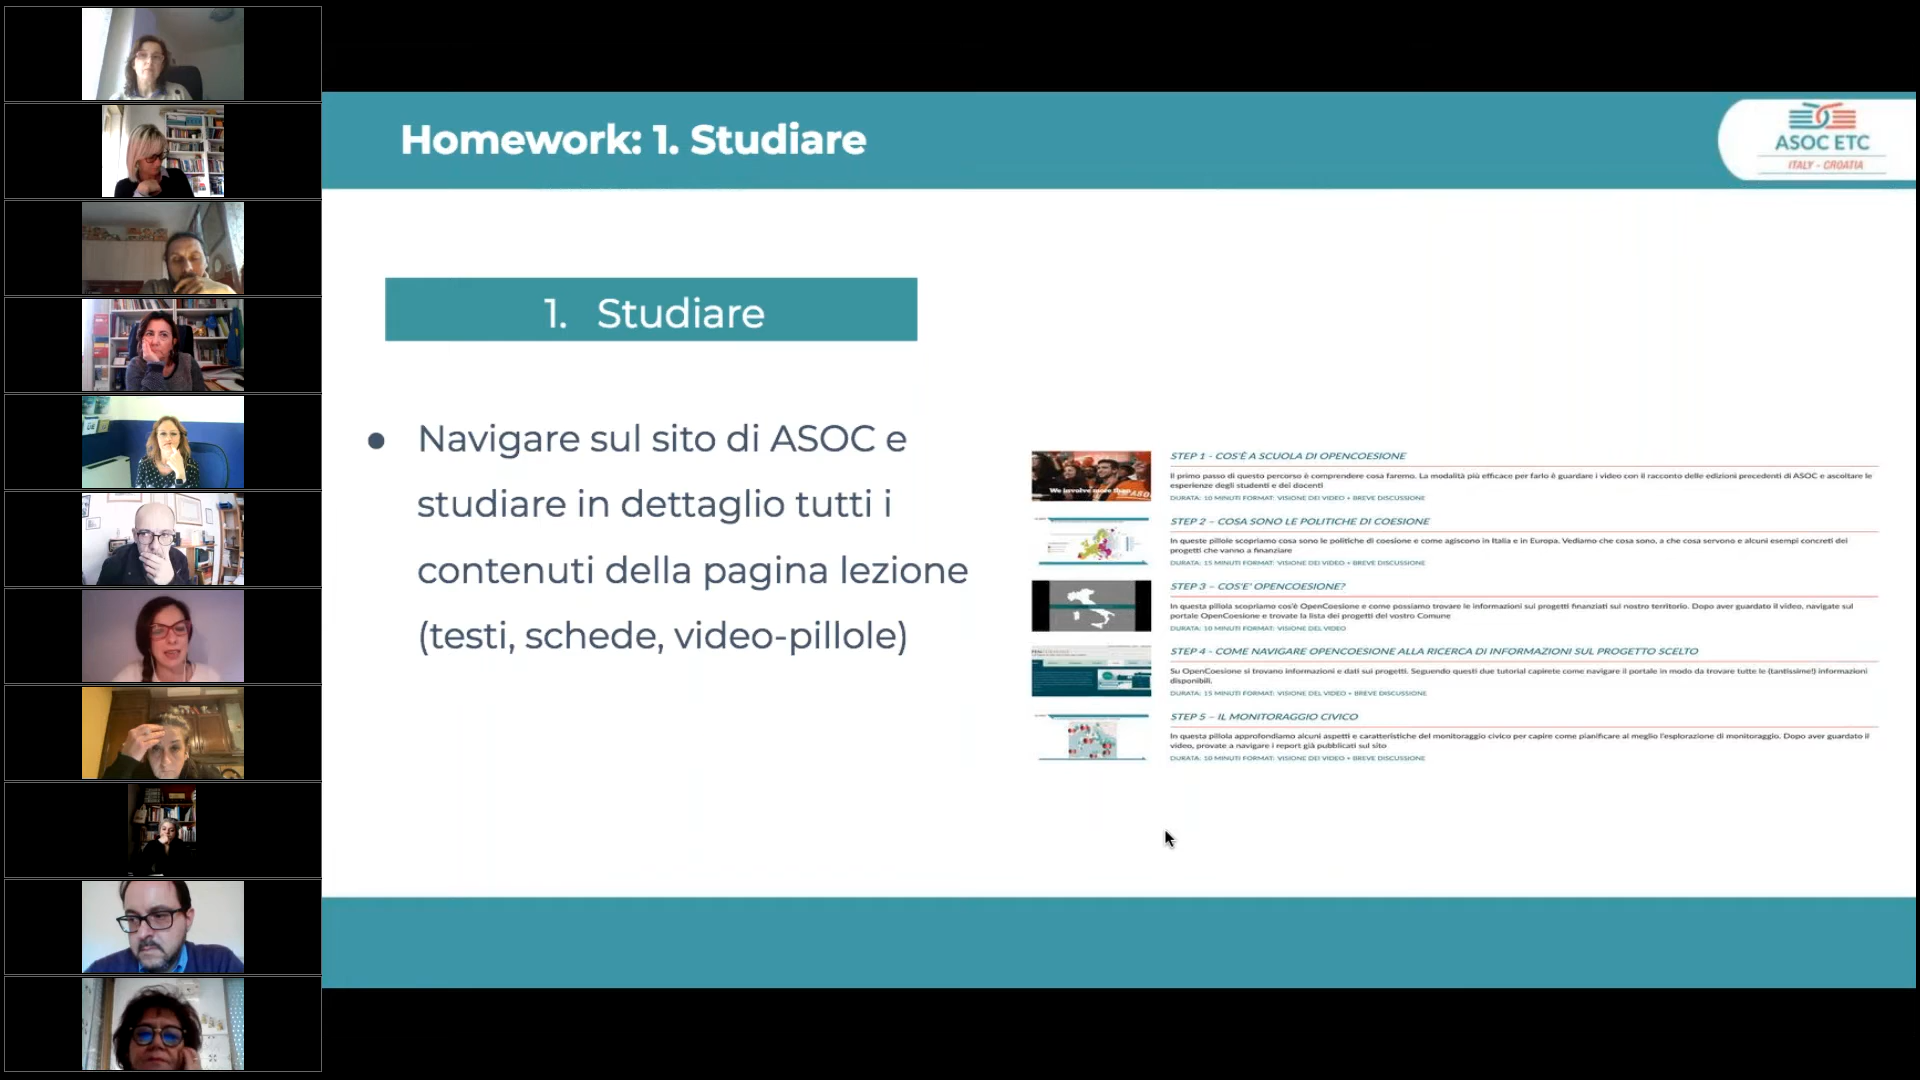 Homework: 1. Studiare
ASOC ETC
ITALY - CROATIA
1. Studiare
● Navigare sul sito di ASOC e
studiare in dettaglio tutti i
contenuti della pagina lezione
(testi, schede, video-pillole)
STEP 1 - COS'È A SCUOLA DI OPENCOESIONE
Il primo passo di questo percorso è comprendere cosa faremo. La modalità più efficace per farlo è guardare i video con il racconto delle edizioni precedenti di ASOC e ascoltare le
esperienze degli studenti e dei docenti
DURATA: 10 MINUTI FORMAT: VISIONE DEI VIDEO + BREVE DISCUSSIONE
We involve more than
STEP 2 – COSA SONO LE POLITICHE DI COESIONE
In queste pillole scopriamo cosa sono le politiche di coesione e come agiscono in Italia e in Europa. Vediamo che cosa sono, a che cosa servono e alcuni esempi concreti dei
progetti che vanno a finanziare
DURATA: 15 MINUTI FORMAT: VISIONE DEI VIDEO + BREVE DISCUSSIONE
STEP 3 – COS'E' OPENCOESIONE?
In questa pillola scopriamo cos'è OpenCoesione e come possiamo trovare le informazioni sui progetti finanziati sul nostro territorio. Dopo aver guardato il video, navigate sul
portale OpenCoesione e trovate la lista dei progetti del vostro Comune
DURATA: 10 MINUTI FORMAT: VISIONE DEL VIDEO
STEP 4 - COME NAVIGARE OPENCOESIONE ALLA RICERCA DI INFORMAZIONI SUL PROGETTO SCELTO
Su OpenCoesione si trovano informazioni e dati sui progetti. Seguendo questi due tutorial capirete come navigare il portale in modo da trovare tutte le (tantissime!) informazioni
disponibili.
DURATA: 15 MINUTI FORMAT: VISIONE DEL VIDEO + BREVE DISCUSSIONE
STEP 5 – IL MONITORAGGIO CIVICO
In questa pillola approfondiamo alcuni aspetti e caratteristiche del monitoraggio civico per capire come pianificare al meglio l'esplorazione di monitoraggio. Dopo aver guardato il
video, provate a navigare i report già pubblicati sul sito
DURATA: 10 MINUTI FORMAT: VISIONE DEI VIDEO + BREVE DISCUSSIONE